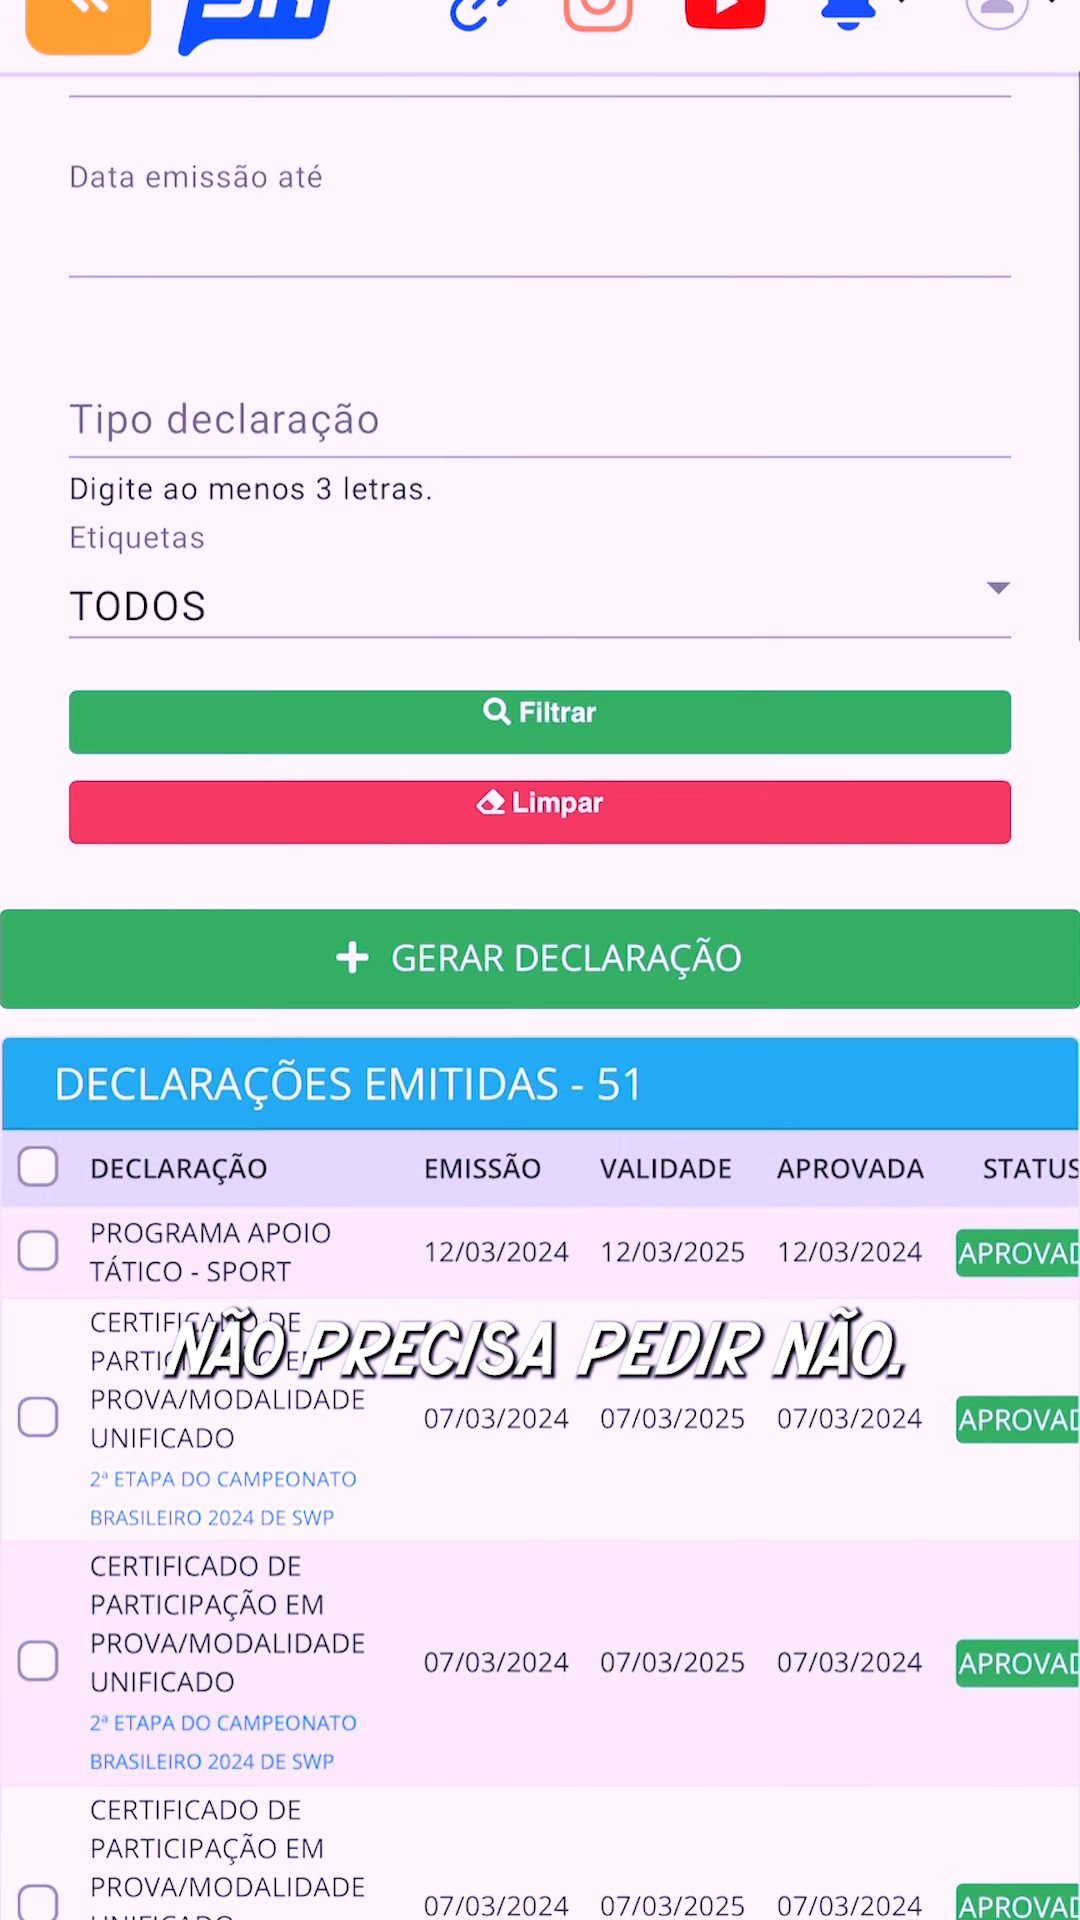 Data emissão até
Tipo declaração
Digite ao menos 3 letras.
Etiquetas
TODOS
Filtrar
Limpar
+ GERAR DECLARAÇÃO
DECLARAÇÕES EMITIDAS - 51
DECLARAÇÃO EMISSÃO VALIDADE APROVADA STATUS
PROGRAMA APOIO
TÁTICO - SPORT
12/03/2024 12/03/2025 12/03/2024 APROVAD
CERTIFICADO DE
NÃO PRECISA PEDIR NÃO.
PROVA/MODALIDADE
UNIFICADO
07/03/2024 07/03/2025 07/03/2024 APROVAD
2ª ETAPA DO CAMPEONATO
BRASILEIRO 2024 DE SWP
CERTIFICADO DE
PARTICIPAÇÃO EM
PROVA/MODALIDADE
UNIFICADO
07/03/2024 07/03/2025 07/03/2024 APROVAD
2ª ETAPA DO CAMPEONATO
BRASILEIRO 2024 DE SWP
CERTIFICADO DE
PARTICIPAÇÃO EM
PROVA/MODALIDADE
07/03/2024 07/03/2025 07/03/2024 APROVAD